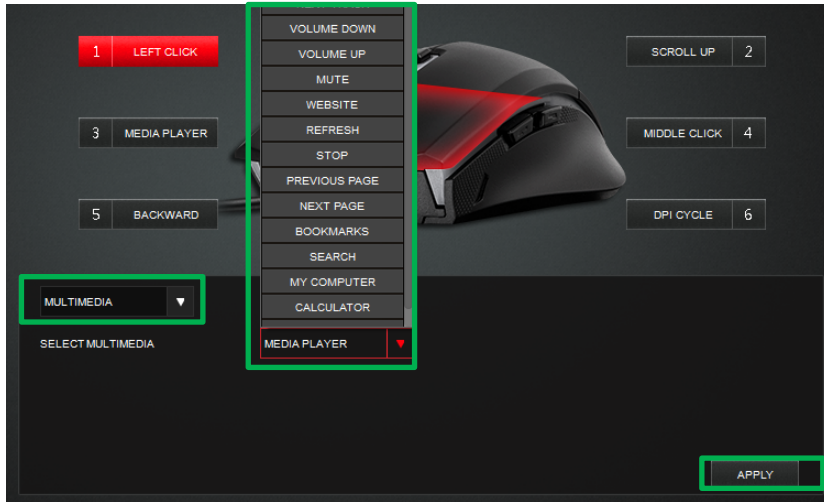 VOLUME DOWN
VOLUME UP
MUTE
WEBSITE
REFRESH
STOP
PREVIOUS PAGE
NEXT PAGE
BOOKMARKS
SEARCH
MY COMPUTER
CALCULATOR
MEDIA PLAYER
1 LEFT CLICK
3 MEDIA PLAYER
5 BACKWARD
SCROLL UP 2
MIDDLE CLICK 4
DPI CYCLE 6
MULTIMEDIA
SELECT MULTIMEDIA
APPLY